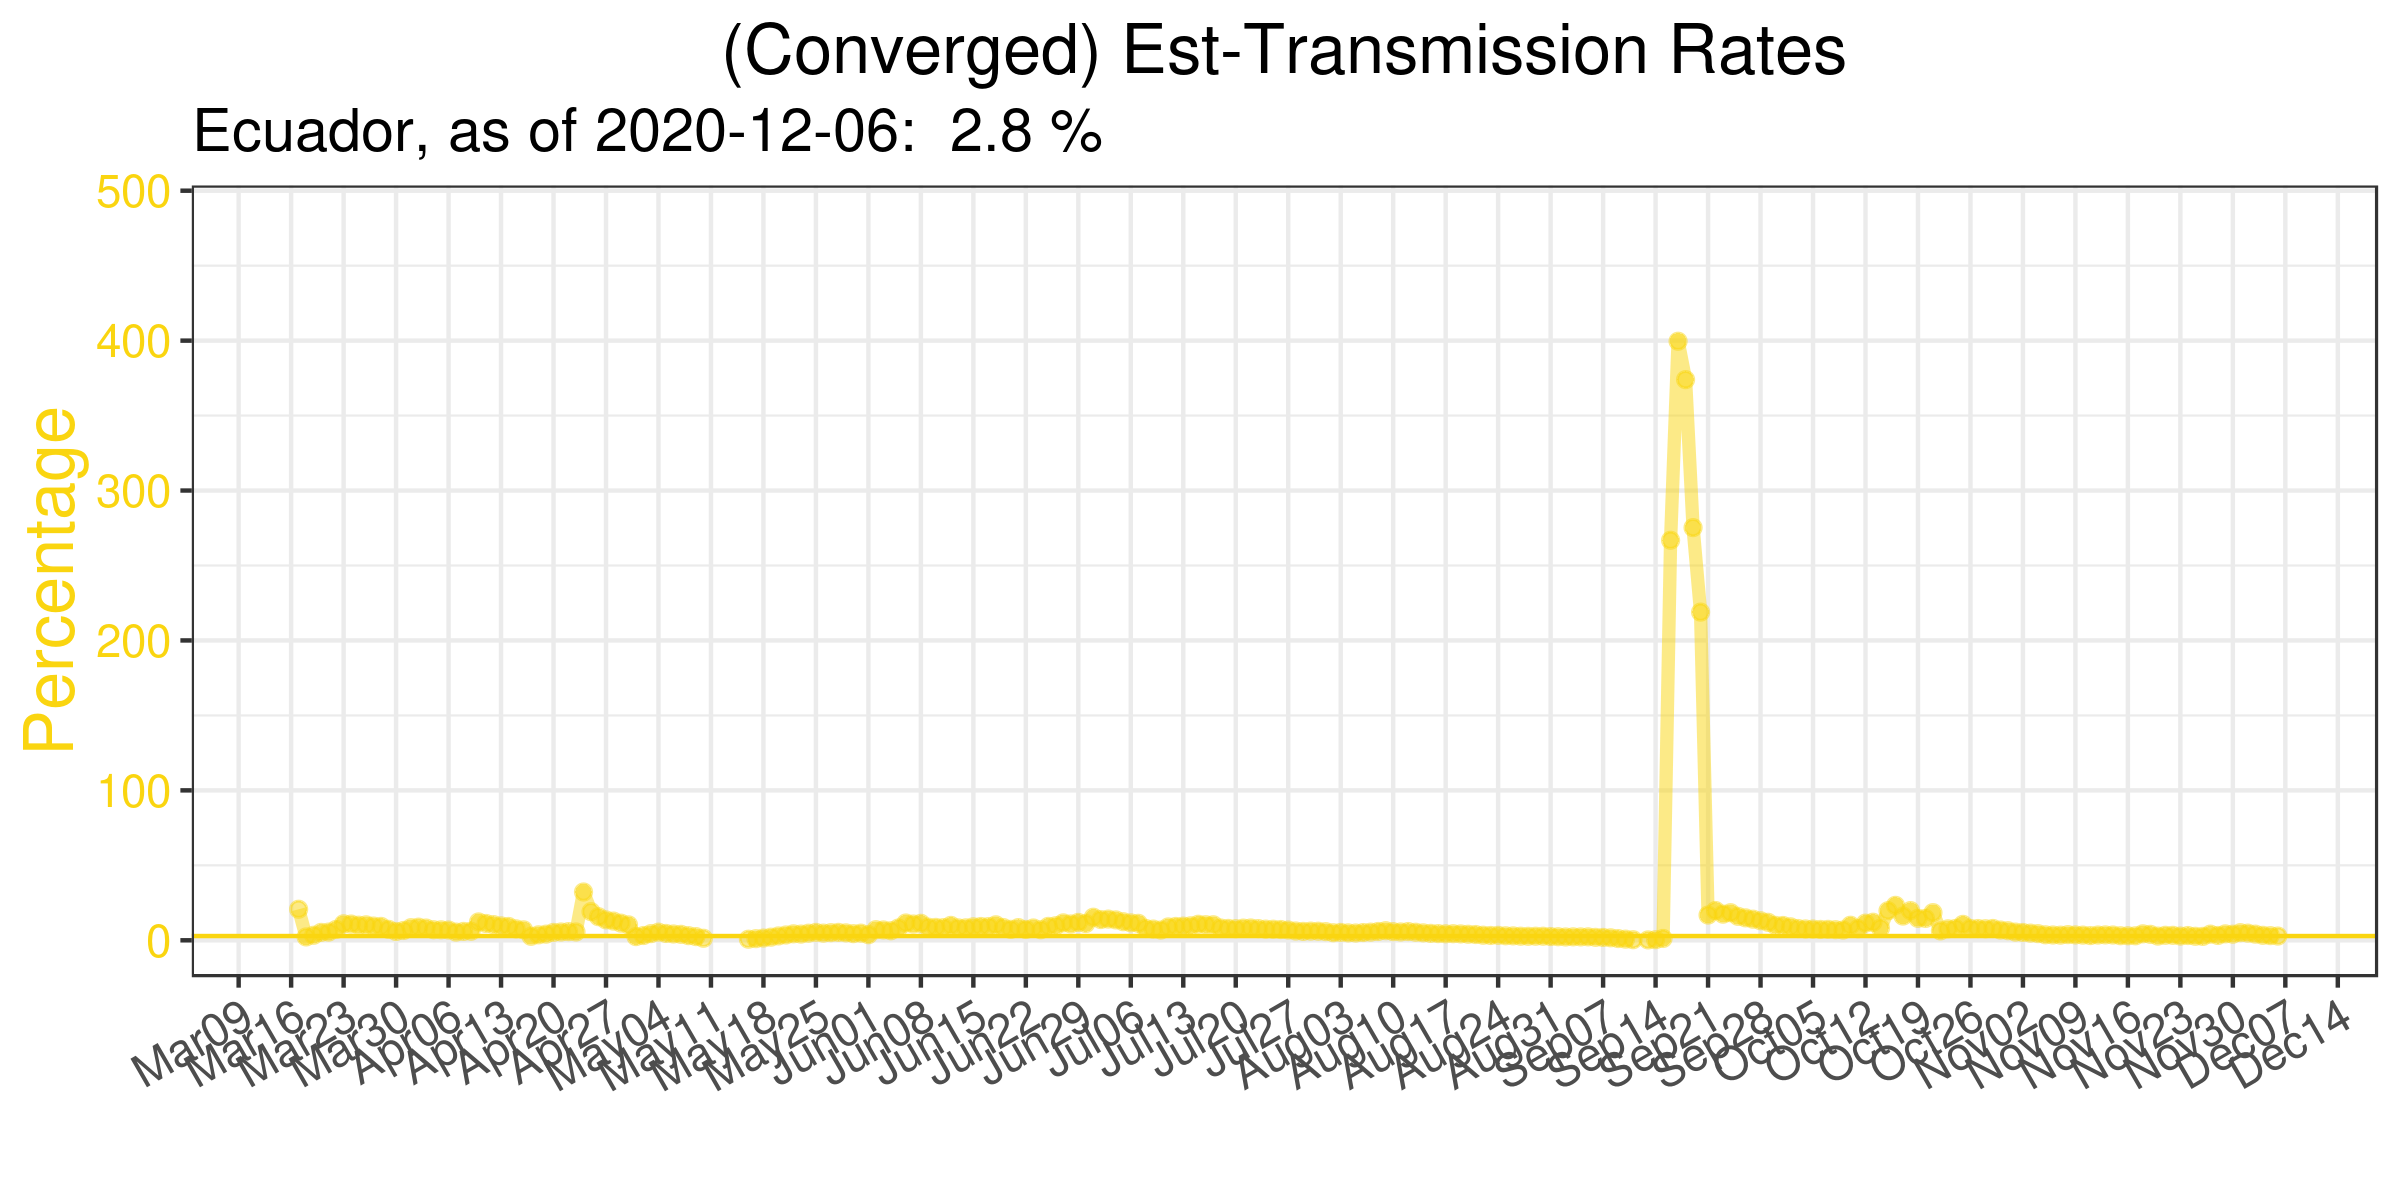 (Converged) Est-Transmission Rates
Ecuador, as of 2020-12-06:  2.8 %
Percentage
500
400
300
200
100
0
Mar09
Mar16
Mar23
Mar30
Apr06
Apr13
Apr20
Apr27
May04
May11
May18
May25
Jun01
Jun08
Jun15
Jun22
Jun29
Jul06
Jul13
Jul20
Jul27
Aug03
Aug10
Aug17
Aug24
Aug31
Sep07
Sep14
Sep21
Sep28
Oct05
Oct12
Oct19
Oct26
Nov02
Nov09
Nov16
Nov23
Nov30
Dec07
Dec14